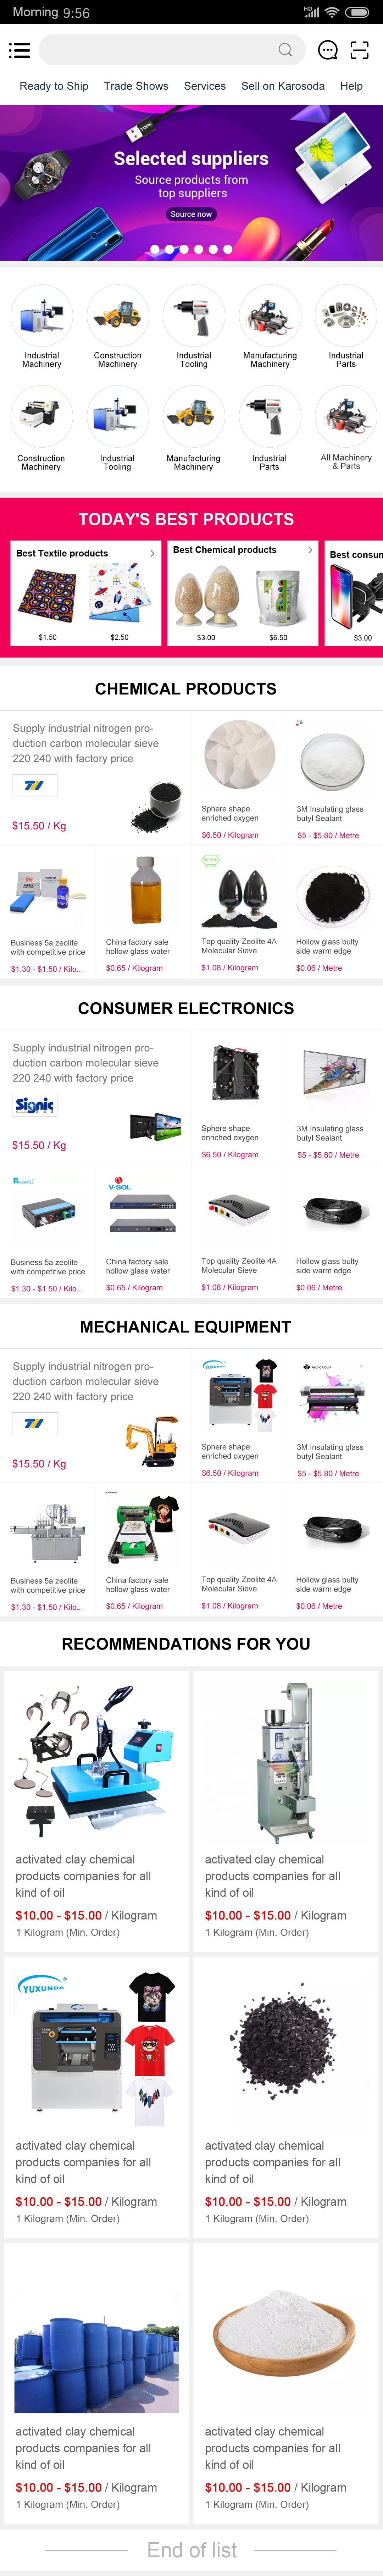 Morning 9:56
HD
Ready to Ship Trade Shows Services Sell on Karosoda Help
HDMI
Selected suppliers
Source products from
top suppliers
Source now
Industrial
Machinery
Construction
Machinery
Industrial
Tooling
Manufacturing
Machinery
Industrial
Parts
Construction
Machinery
Industrial
Tooling
Manufacturing
Machinery
Industrial
Parts
All Machinery
& Parts
TODAY'S BEST PRODUCTS
Best Textile products
$1.50 $2.50
Best Chemical products
$3.00 $6.50
Best consum
$3.00
CHEMICAL PRODUCTS
Supply industrial nitrogen pro-
duction carbon molecular sieve
220 240 with factory price
$15.50 / Kg
Sphere shape
enriched oxygen
$6.50 / Kilogram
3M Insulating glass
butyl Sealant
$5 - $5.80 / Metre
Business 5a zeolite
with competitive price
$1.30 - $1.50 / Kilo...
China factory sale
hollow glass water
$0.65 / Kilogram
Top quality Zeolite 4A
Molecular Sieve
$1.08 / Kilogram
Hollow glass bulty
side warm edge
$0.06 / Metre
CONSUMER ELECTRONICS
Supply industrial nitrogen pro-
duction carbon molecular sieve
220 240 with factory price
Signic
$15.50 / Kg
Sphere shape
enriched oxygen
$6.50 / Kilogram
3M Insulating glass
butyl Sealant
$5 - $5.80 / Metre
Business 5a zeolite
with competitive price
$1.30 - $1.50 / Kilo...
V-SOL
China factory sale
hollow glass water
$0.65 / Kilogram
Top quality Zeolite 4A
Molecular Sieve
$1.08 / Kilogram
Hollow glass bulty
side warm edge
$0.06 / Metre
MECHANICAL EQUIPMENT
Supply industrial nitrogen pro-
duction carbon molecular sieve
220 240 with factory price
$15.50 / Kg
Sphere shape
enriched oxygen
$6.50 / Kilogram
3M Insulating glass
butyl Sealant
$5 - $5.80 / Metre
Business 5a zeolite
with competitive price
$1.30 - $1.50 / Kilo...
China factory sale
hollow glass water
$0.65 / Kilogram
Top quality Zeolite 4A
Molecular Sieve
$1.08 / Kilogram
Hollow glass bulty
side warm edge
$0.06 / Metre
RECOMMENDATIONS FOR YOU
activated clay chemical
products companies for all
kind of oil
$10.00 - $15.00 / Kilogram
1 Kilogram (Min. Order)
activated clay chemical
products companies for all
kind of oil
$10.00 - $15.00 / Kilogram
1 Kilogram (Min. Order)
YUXUNDA
activated clay chemical
products companies for all
kind of oil
$10.00 - $15.00 / Kilogram
1 Kilogram (Min. Order)
activated clay chemical
products companies for all
kind of oil
$10.00 - $15.00 / Kilogram
1 Kilogram (Min. Order)
activated clay chemical
products companies for all
kind of oil
$10.00 - $15.00 / Kilogram
1 Kilogram (Min. Order)
activated clay chemical
products companies for all
kind of oil
$10.00 - $15.00 / Kilogram
1 Kilogram (Min. Order)
End of list